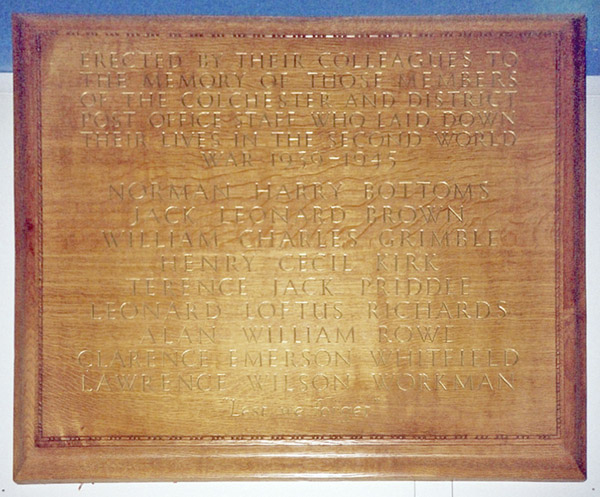 ERECTED BY THEIR COLLEAGUES TO
THE MEMORY OF THOSE MEMBERS
OF THE COLCHESTER AND DISTRICT
POST OFFICE STAFF WHO LAID DOWN
THEIR LIVES IN THE SECOND WORLD
WAR 1939-1945
NORMAN HARRY BOTTOMS
JACK LEONARD BROWN
WILLIAM CHARLES GRIMBLE
HENRY CECIL KIRK
TERENCE JACK PRIDDLE
LEONARD LOFTUS RICHARDS
ALAN WILLIAM ROWE
CLARENCE EMERSON WHITFIELD
LAWRENCE WILSON WORKMAN
Lest We Forget